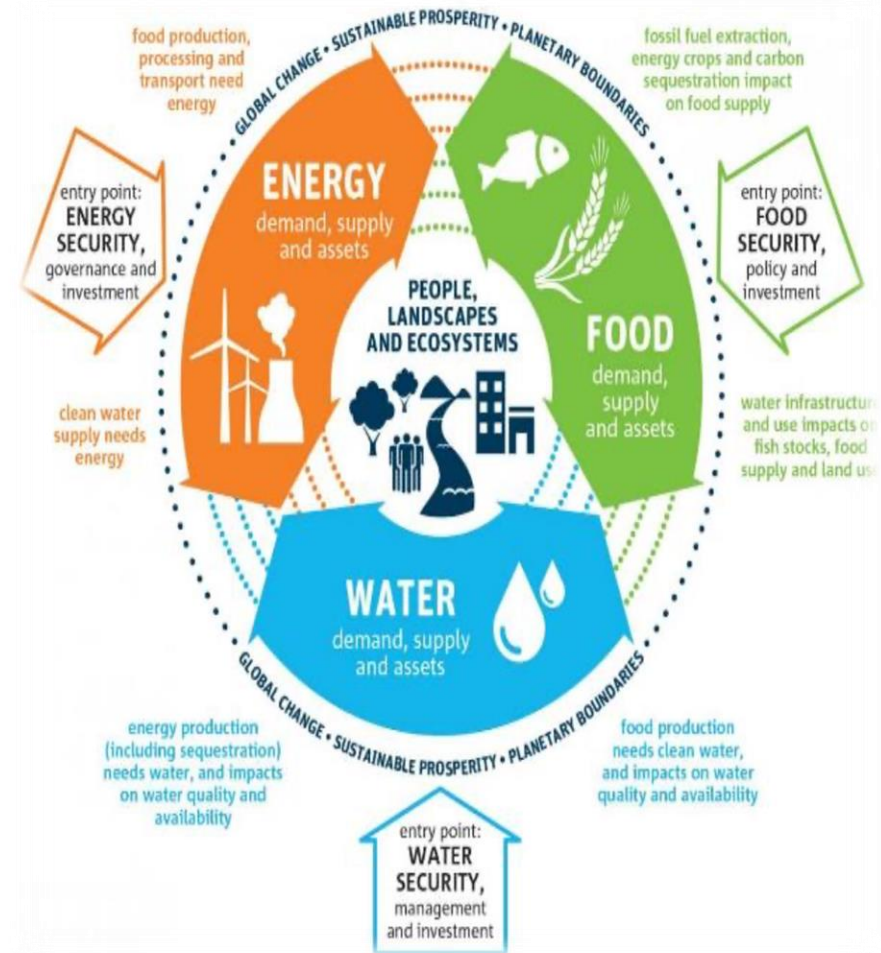 GLOBAL CHANGE • SUSTAINABLE PROSPERITY • PLANETARY BOUNDARIES
food production,
processing and
transport need
energy
fossil fuel extraction,
energy crops and carbon
sequestration impact
on food supply
entry point:
ENERGY
SECURITY,
governance and
investment
ENERGY
demand, supply
and assets
entry point:
FOOD
SECURITY,
policy and
investment
PEOPLE,
LANDSCAPES
AND ECOSYSTEMS
FOOD
demand,
supply
and assets
clean water
supply needs
energy
water infrastructur
and use impacts o
fish stocks, food
supply and land us
WATER
demand, supply
and assets
GLOBAL CHANGE • SUSTAINABLE PROSPERITY • PLANETARY BOUNDARIES
energy production
(including sequestration)
needs water, and impacts
on water quality and
availability
food production
needs clean water,
and impacts on water
quality and availability
entry point:
WATER
SECURITY,
management
and investment